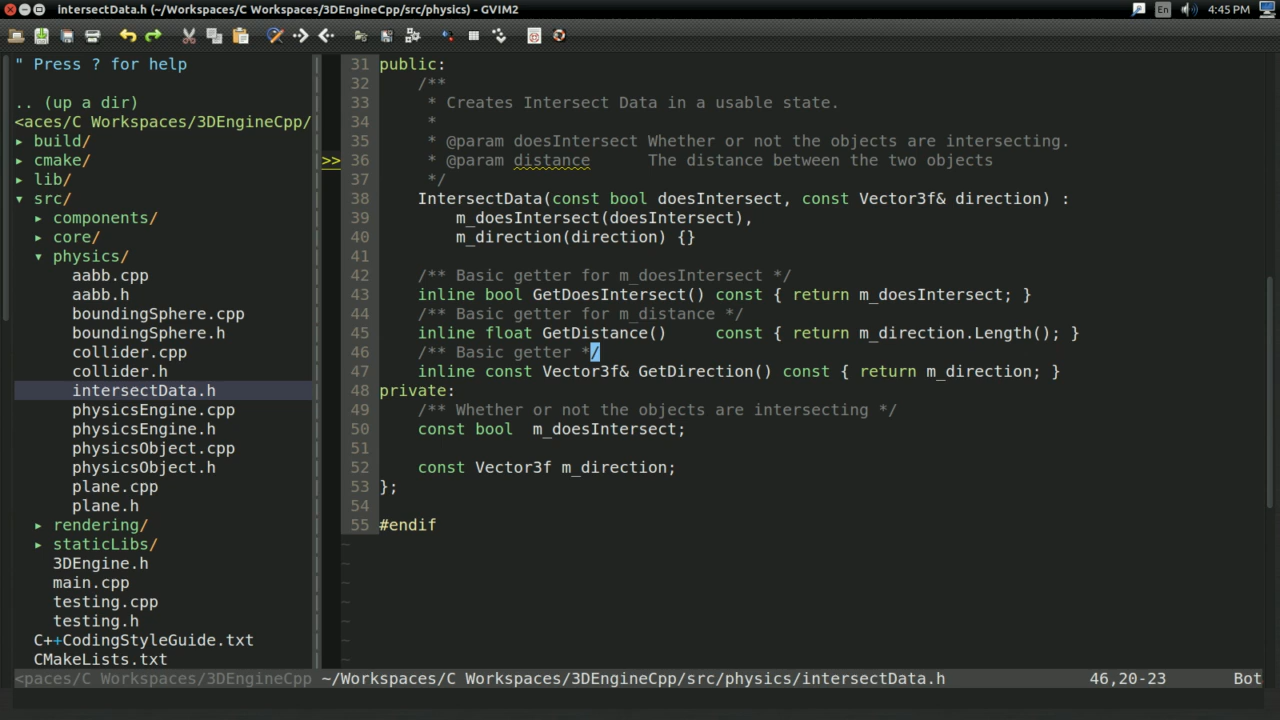 intersectData.h (~/Workspaces/C Workspaces/3DEngineCpp/src/physics) - GVIM2
En
4:45 PM
" Press ? for help
.. (up a dir)
<aces/C Workspaces/3DEngineCpp/
▸ build/
▸ cmake/
▸ lib/
▾ src/
▸ components/
▸ core/
▾ physics/
aabb.cpp
aabb.h
boundingSphere.cpp
boundingSphere.h
collider.cpp
collider.h
intersectData.h
physicsEngine.cpp
physicsEngine.h
physicsObject.cpp
physicsObject.h
plane.cpp
plane.h
▸ rendering/
▸ staticLibs/
3DEngine.h
main.cpp
testing.cpp
testing.h
C++CodingStyleGuide.txt
CMakeLists.txt
<paces/C Workspaces/3DEngineCpp
31 public:
32     /**
33      * Creates Intersect Data in a usable state.
34      *
35      * @param doesIntersect Whether or not the objects are intersecting.
>> 36      * @param distance      The distance between the two objects
37      */
38     IntersectData(const bool doesIntersect, const Vector3f& direction) :
39         m_doesIntersect(doesIntersect),
40         m_direction(direction) {}
41
42     /** Basic getter for m_doesIntersect */
43     inline bool GetDoesIntersect() const { return m_doesIntersect; }
44     /** Basic getter for m_distance */
45     inline float GetDistance()     const { return m_direction.Length(); }
46     /** Basic getter */
47     inline const Vector3f& GetDirection() const { return m_direction; }
48 private:
49     /** Whether or not the objects are intersecting */
50     const bool  m_doesIntersect;
51
52     const Vector3f m_direction;
53 };
54
55 #endif
~
~
~
~
~
~
~
~/Workspaces/C Workspaces/3DEngineCpp/src/physics/intersectData.h 46,20-23 Bot